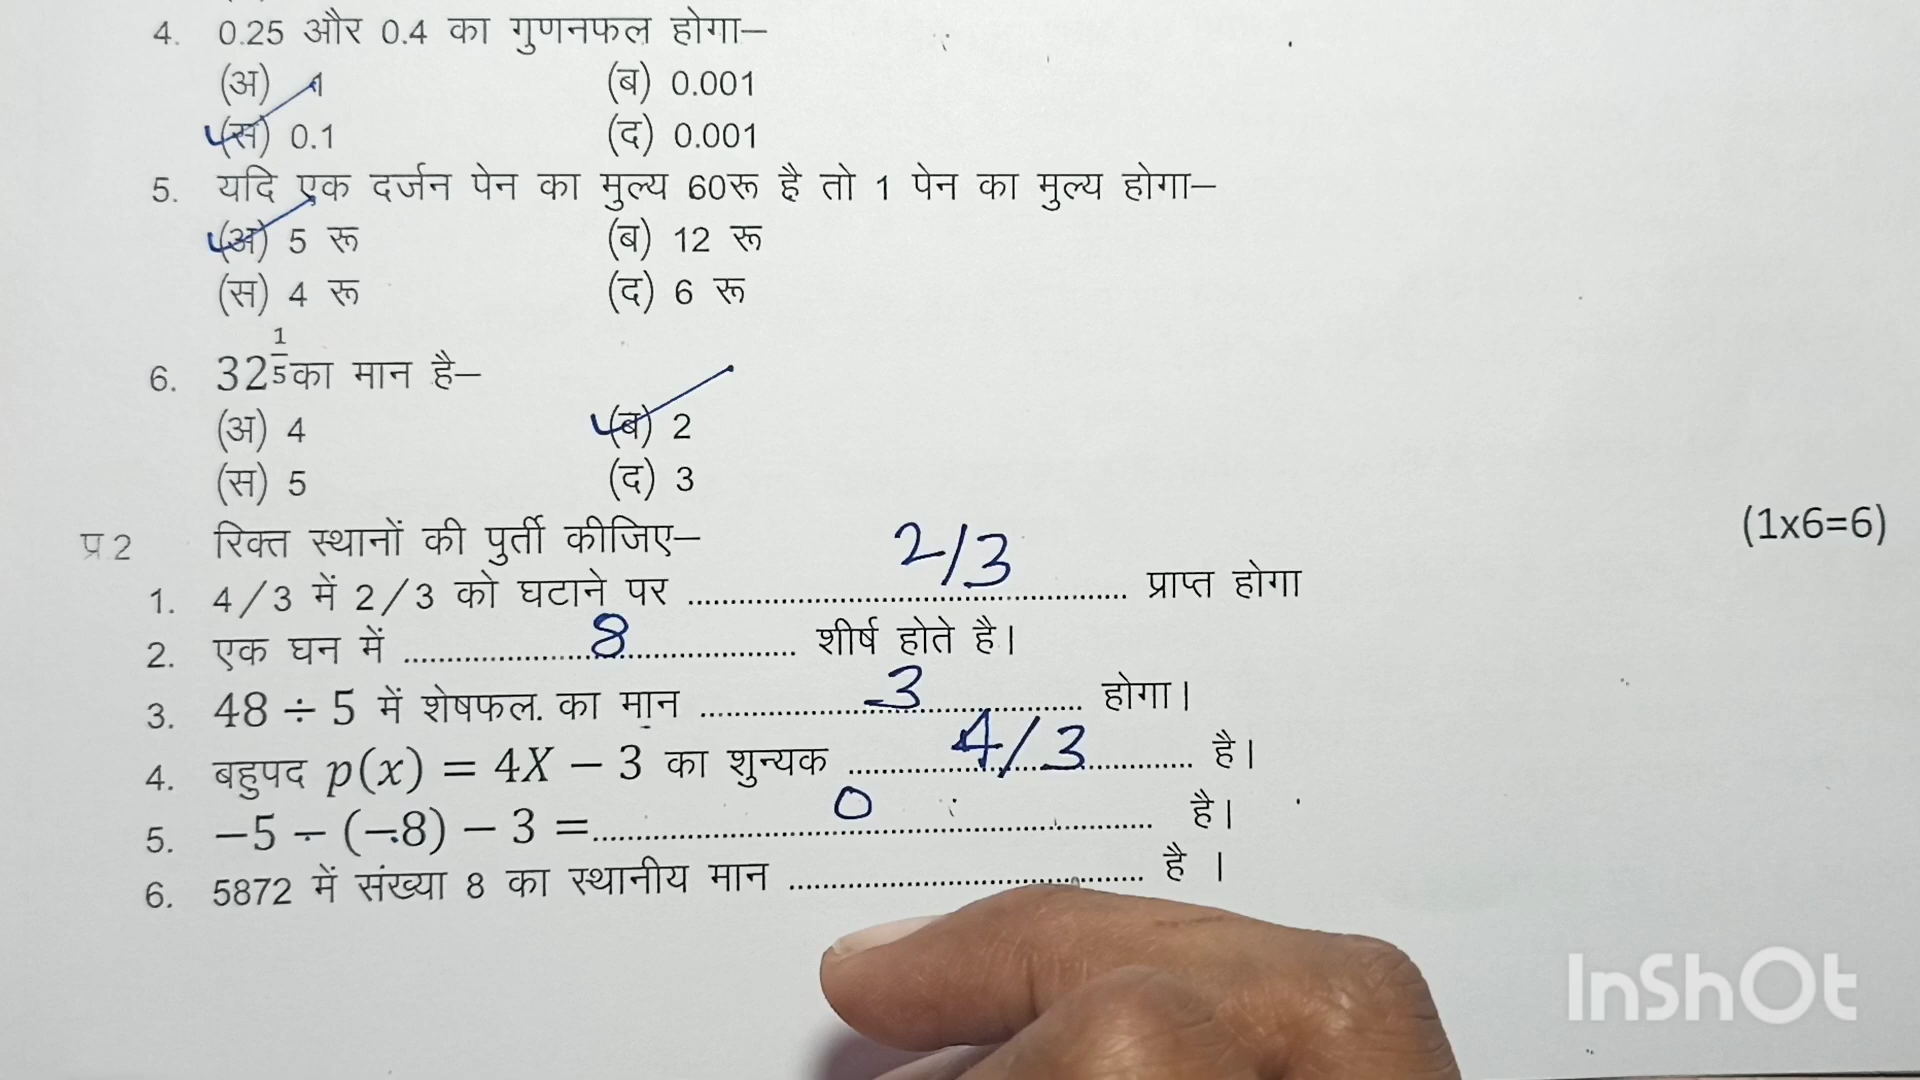 4. 0.25 और 0.4 का गुणनफल होगा–
(अ) 1 (ब) 0.001
(स) 0.1 (द) 0.001
5. यदि एक दर्जन पेन का मुल्य 60रू है तो 1 पेन का मुल्य होगा–
(अ) 5 रू (ब) 12 रू
(स) 4 रू (द) 6 रू
6. 32^(1/5) का मान है–
(अ) 4 (ब) 2
(स) 5 (द) 3
प्र 2 रिक्त स्थानों की पुर्ती कीजिए– (1x6=6)
1. 4/3 में 2/3 को घटाने पर ..... 2/3 ..... प्राप्त होगा
2. एक घन में ..... 8 ..... शीर्ष होते है।
3. 48 ÷ 5 में शेषफल. का मान ..... 3 ..... होगा।
4. बहुपद p(x) = 4X − 3 का शुन्यक ..... 4/3 ..... है।
5. −5 − (−8) − 3 = ..... 0 ..... है।
6. 5872 में संख्या 8 का स्थानीय मान ..... है ।
InShOt